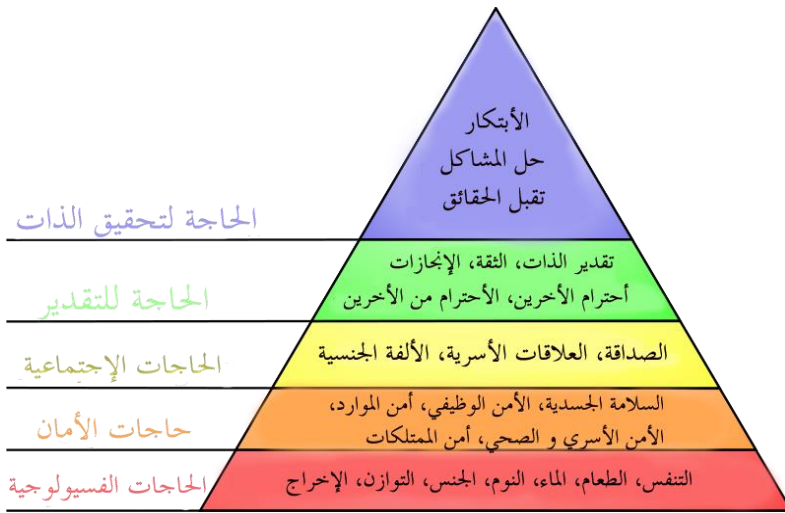 الأبتكار
حل المشاكل
تقبل الحقائق
الحاجة لتحقيق الذات
تقدير الذات، الثقة، الإنجازات
أحترام الأخرين، الأحترام من الأخرين
الحاجة للتقدير
الصداقة، العلاقات الأسرية، الألفة الجنسية
الحاجات الإجتماعية
السلامة الجسدية، الأمن الوظيفي، أمن الموارد،
الأمن الأسري و الصحي، أمن الممتلكات
حاجات الأمان
التنفس، الطعام، الماء، النوم، الجنس، التوازن، الإخراج
الحاجات الفسيولوجية